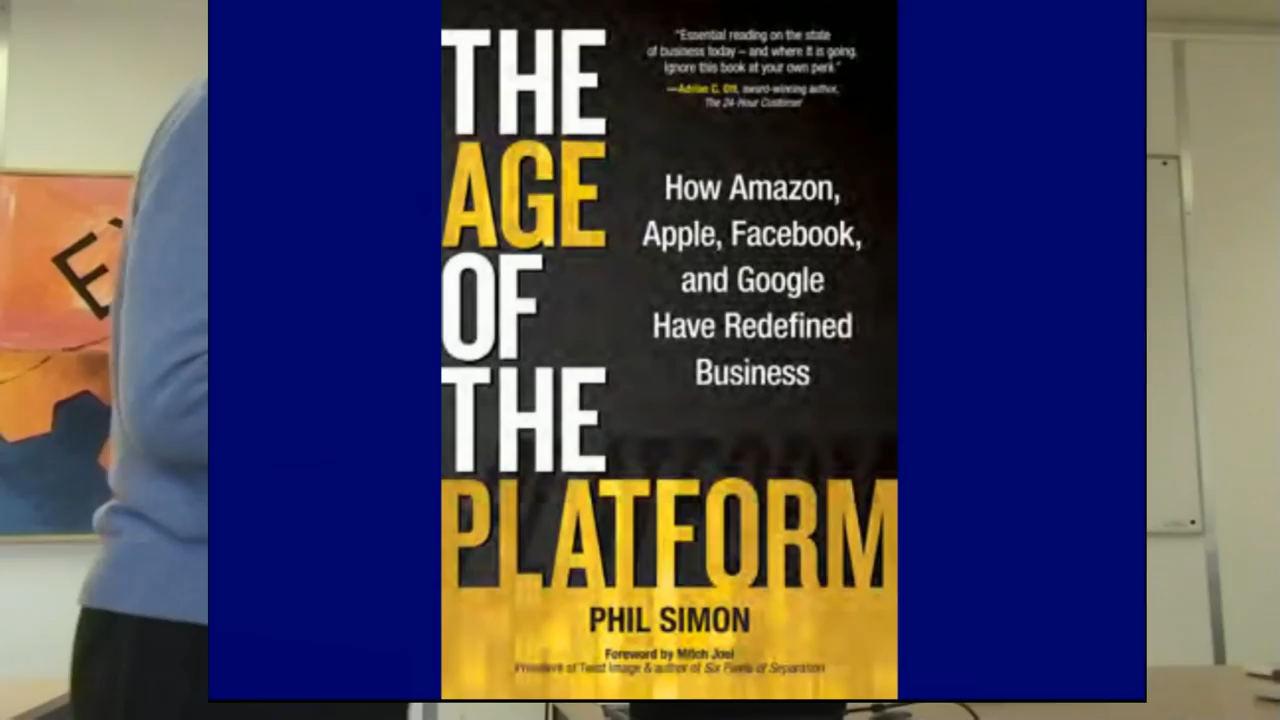 THE
AGE
OF
THE
PLATFORM
"Essential reading on the state
of business today – and where it is going.
Ignore this book at your own peril."
—Adrian C. Ott, award-winning author,
The 24-Hour Customer
How Amazon,
Apple, Facebook,
and Google
Have Redefined
Business
PHIL SIMON
Foreword by Mitch Joel
President of Twist Image & author of Six Pixels of Separation
E